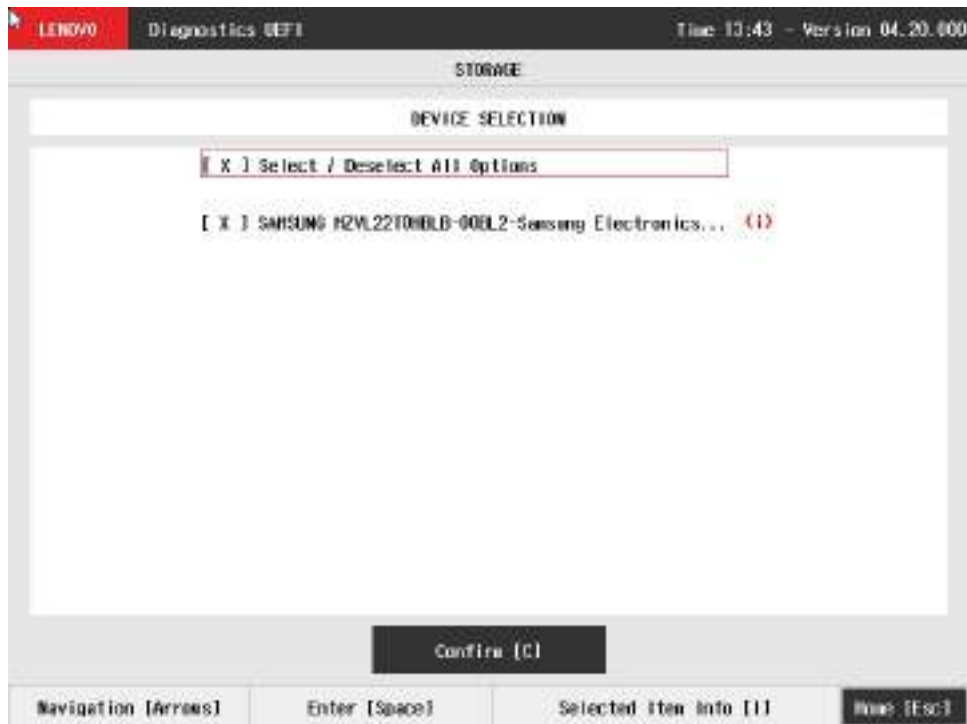 LENOVO Diagnostics UEFI Time 13:43 - Version 04.20.000
STORAGE
DEVICE SELECTION
[ X ] Select / Deselect All Options
[ X ] SAMSUNG MZVL22T0HBLB-00BL2-Samsung Electronics... (i)
Confirm [C]
Navigation [Arrows] Enter [Space] Selected Item Info [I] Home [Esc]